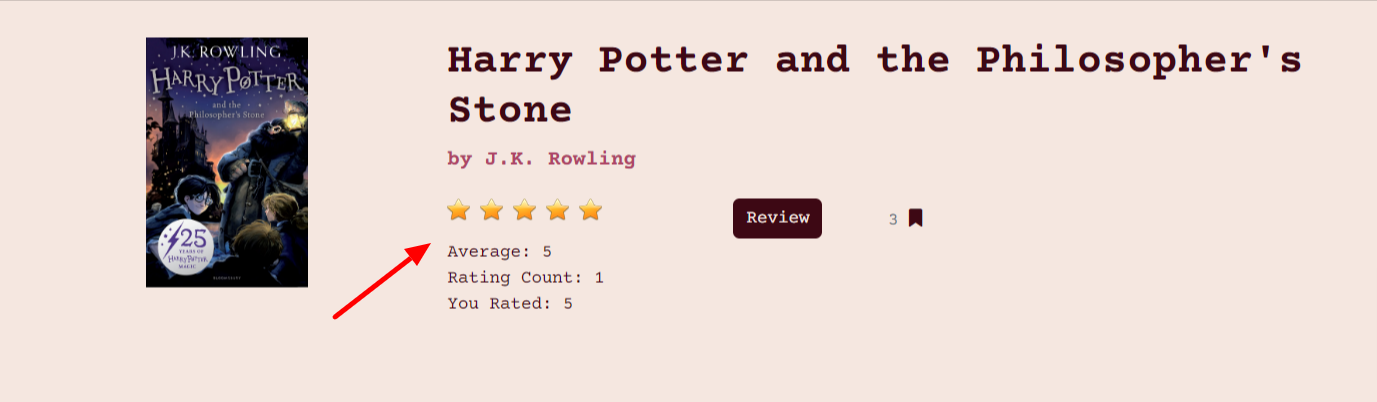 J.K. ROWLING
HARRY POTTER
and the
Philosopher's Stone
25
YEARS OF
HARRY POTTER
MAGIC
BLOOMSBURY
Harry Potter and the Philosopher's
Stone
by J.K. Rowling
Review
3
Average: 5
Rating Count: 1
You Rated: 5